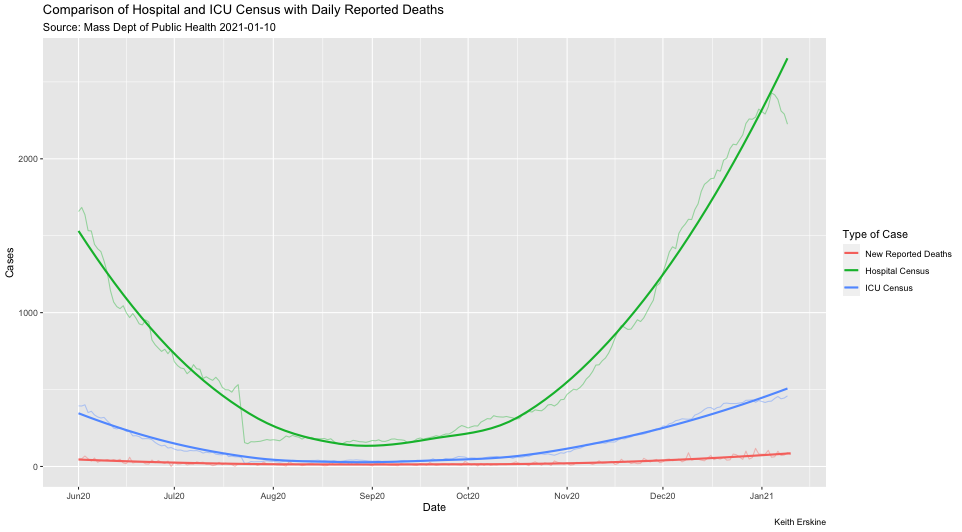 Comparison of Hospital and ICU Census with Daily Reported Deaths
Source: Mass Dept of Public Health 2021-01-10
Cases
2000
1000
0
Jun20 Jul20 Aug20 Sep20 Oct20 Nov20 Dec20 Jan21
Date
Type of Case
New Reported Deaths
Hospital Census
ICU Census
Keith Erskine